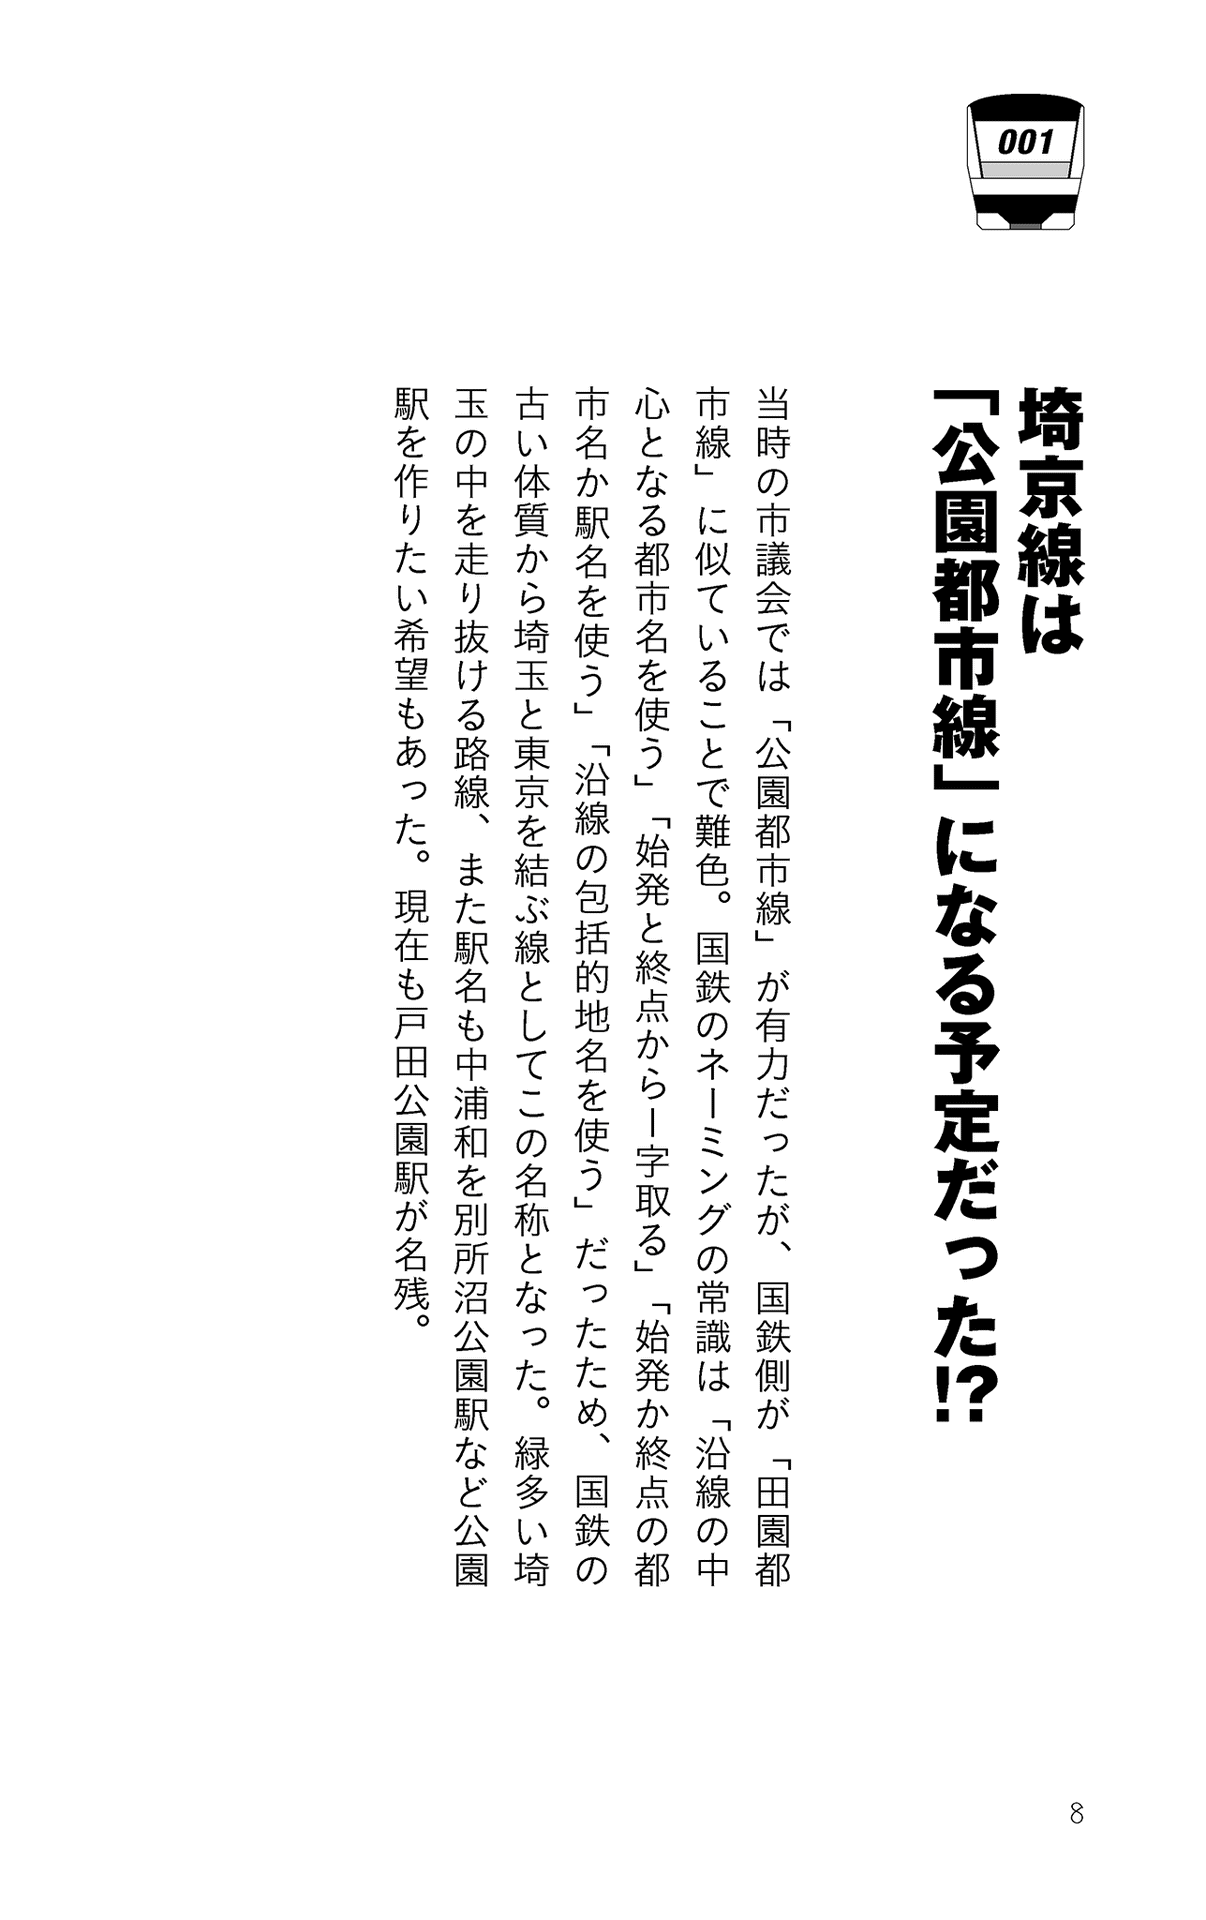 001
埼京線は
「公園都市線」になる予定だった!?
当時の市議会では「公園都市線」が有力だったが、国鉄側が「田園都
市線」に似ていることで難色。国鉄のネーミングの常識は「沿線の中
心となる都市名を使う」「始発と終点から一字取る」「始発か終点の都
市名か駅名を使う」「沿線の包括的地名を使う」だったため、国鉄の
古い体質から埼玉と東京を結ぶ線としてこの名称となった。緑多い埼
玉の中を走り抜ける路線、また駅名も中浦和を別所沼公園駅など公園
駅を作りたい希望もあった。現在も戸田公園駅が名残。
8